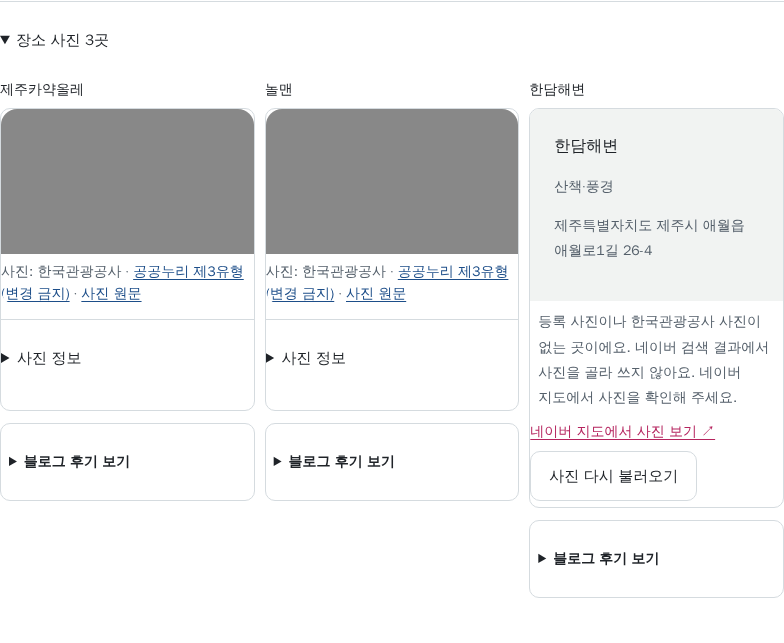 장소 사진 3곳
제주카약올레
사진: 한국관광공사 · 공공누리 제3유형
(변경 금지) · 사진 원문
사진 정보
블로그 후기 보기
놀맨
사진: 한국관광공사 · 공공누리 제3유형
(변경 금지) · 사진 원문
사진 정보
블로그 후기 보기
한담해변
한담해변
산책·풍경
제주특별자치도 제주시 애월읍
애월로1길 26-4
등록 사진이나 한국관광공사 사진이
없는 곳이에요. 네이버 검색 결과에서
사진을 골라 쓰지 않아요. 네이버
지도에서 사진을 확인해 주세요.
네이버 지도에서 사진 보기 ↗
사진 다시 불러오기
블로그 후기 보기